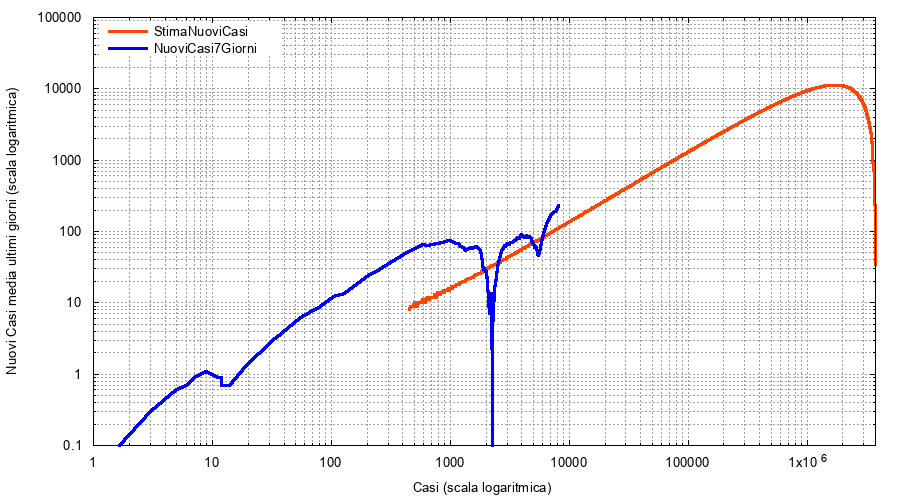 100000
10000
1000
100
10
1
0.1
StimaNuoviCasi
NuoviCasi7Giorni
Nuovi Casi media ultimi giorni (scala logaritmica)
1 10 100 1000 10000 100000 1x10 6
Casi (scala logaritmica)